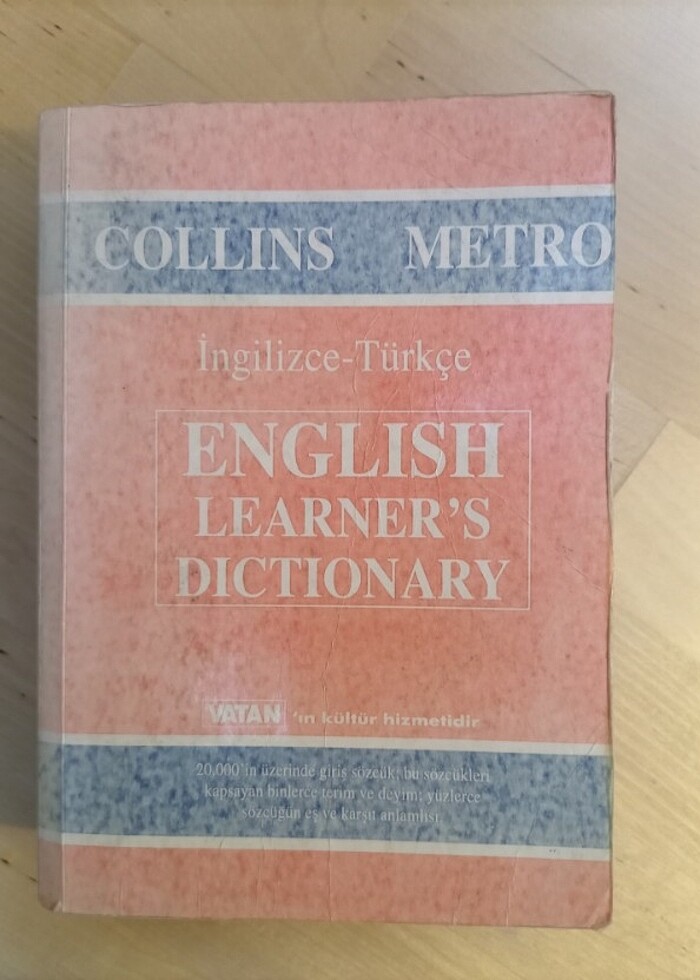 COLLINS METRO
İngilizce-Türkçe
ENGLISH
LEARNER'S
DICTIONARY
VATAN 'ın kültür hizmetidir
20,000'in üzerinde giriş sözcük; bu sözcükleri
kapsayan binlerce terim ve deyim; yüzlerce
sözcüğün eş ve karşıt anlamlısı